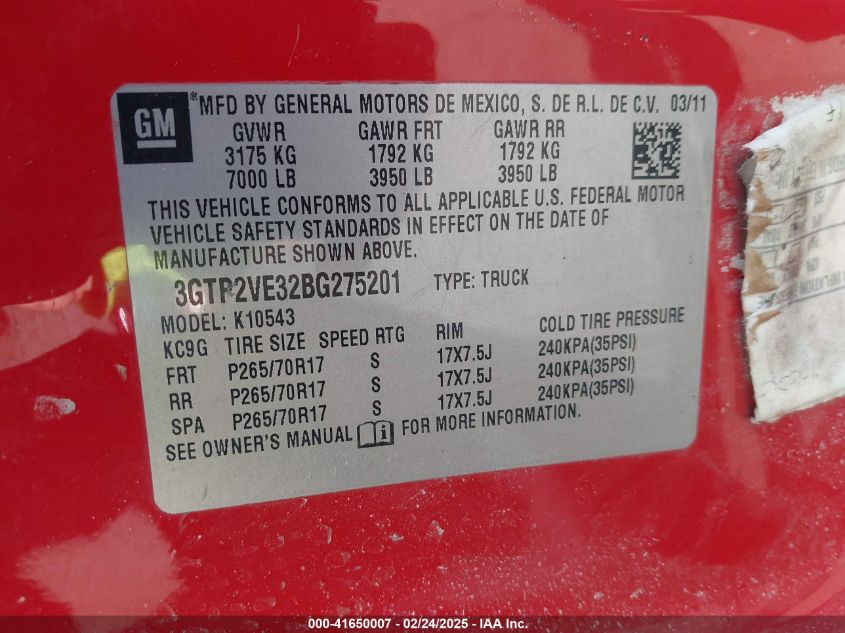 GM ® MFD BY GENERAL MOTORS DE MEXICO, S. DE R.L. DE C.V. 03/11
GVWR GAWR FRT GAWR RR
3175 KG 1792 KG 1792 KG
7000 LB 3950 LB 3950 LB
THIS VEHICLE CONFORMS TO ALL APPLICABLE U.S. FEDERAL MOTOR
VEHICLE SAFETY STANDARDS IN EFFECT ON THE DATE OF
MANUFACTURE SHOWN ABOVE.
3GTP2VE32BG275201 TYPE: TRUCK
MODEL: K10543
KC9G TIRE SIZE SPEED RTG RIM COLD TIRE PRESSURE
FRT P265/70R17 S 17X7.5J 240KPA(35PSI)
RR P265/70R17 S 17X7.5J 240KPA(35PSI)
SPA P265/70R17 S 17X7.5J 240KPA(35PSI)
SEE OWNER'S MANUAL i FOR MORE INFORMATION.
000-41650007 - 02/24/2025 - IAA Inc.